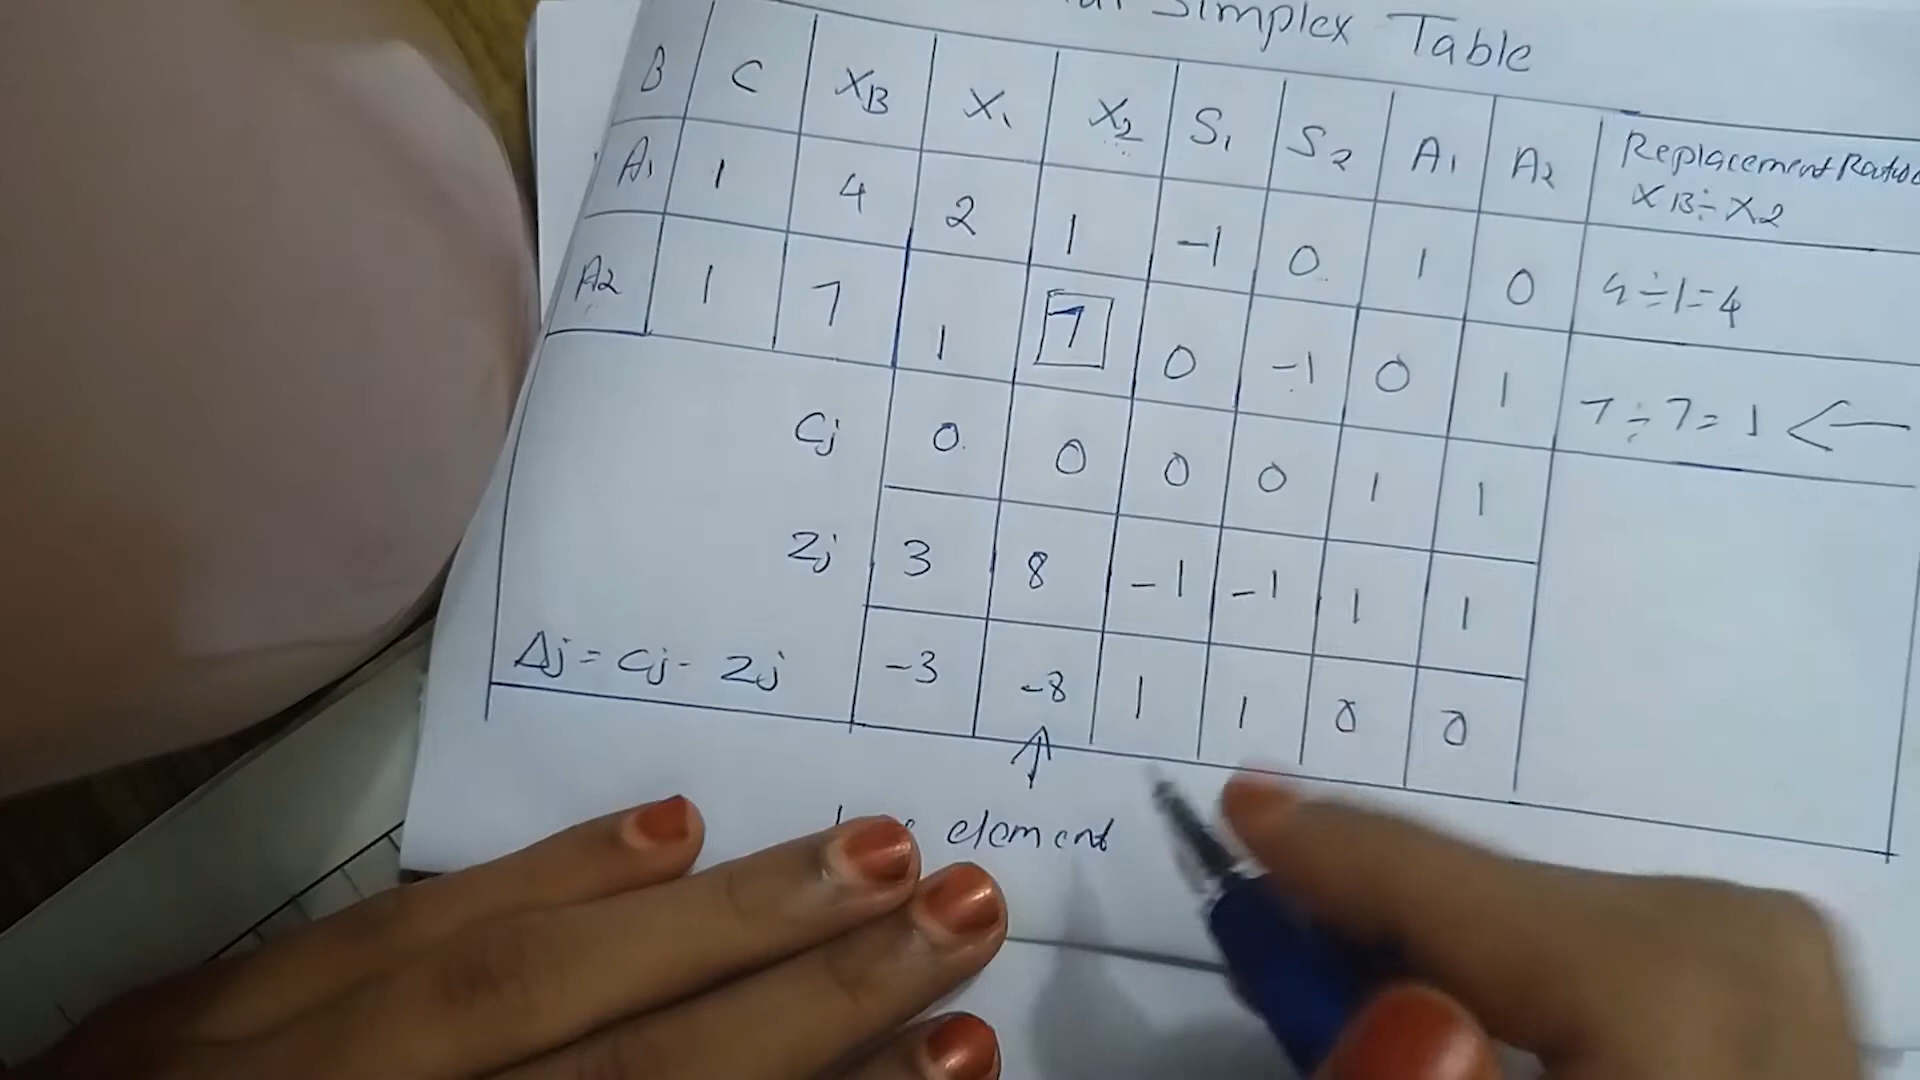 Simplex Table
B C XB X1 X2 S1 S2 A1 A2 Replacement Ratio
XB÷X2
A1 1 4 2 1 -1 0 1 0 4÷1=4
A2 1 7 1 7 0 -1 0 1 7÷7=1 ←
Cj 0 0 0 0 1 1
Zj 3 8 -1 -1 1 1
Δj = Cj - Zj -3 -8 1 1 0 0
↑
element